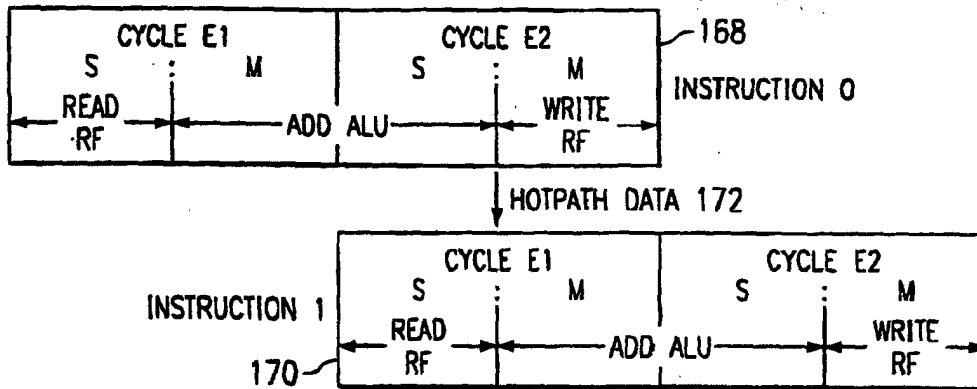 CYCLE E1 CYCLE E2 168
S M S M
INSTRUCTION 0
READ RF ADD ALU WRITE RF
HOTPATH DATA 172
CYCLE E1 CYCLE E2
S M S M
INSTRUCTION 1
READ RF ADD ALU WRITE RF
170